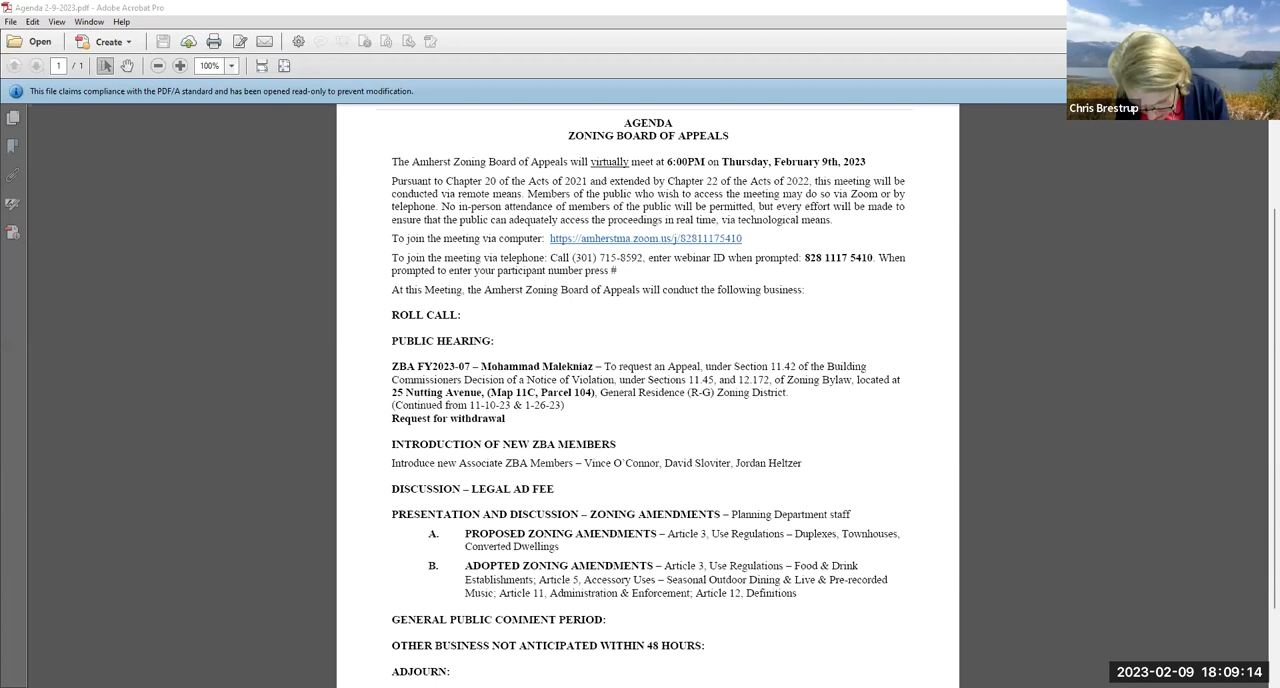 Agenda 2-9-2023.pdf - Adobe Acrobat Pro
File Edit View Window Help
Open Create
1 / 1 100%
This file claims compliance with the PDF/A standard and has been opened read-only to prevent modification.
Chris Brestrup
AGENDA
ZONING BOARD OF APPEALS
The Amherst Zoning Board of Appeals will virtually meet at 6:00PM on Thursday, February 9th, 2023
Pursuant to Chapter 20 of the Acts of 2021 and extended by Chapter 22 of the Acts of 2022, this meeting will be
conducted via remote means. Members of the public who wish to access the meeting may do so via Zoom or by
telephone. No in-person attendance of members of the public will be permitted, but every effort will be made to
ensure that the public can adequately access the proceedings in real time, via technological means.
To join the meeting via computer: https://amherstma.zoom.us/j/82811175410
To join the meeting via telephone: Call (301) 715-8592, enter webinar ID when prompted: 828 1117 5410. When
prompted to enter your participant number press #
At this Meeting, the Amherst Zoning Board of Appeals will conduct the following business:
ROLL CALL:
PUBLIC HEARING:
ZBA FY2023-07 – Mohammad Malekniaz – To request an Appeal, under Section 11.42 of the Building
Commissioners Decision of a Notice of Violation, under Sections 11.45, and 12.172, of Zoning Bylaw, located at
25 Nutting Avenue, (Map 11C, Parcel 104), General Residence (R-G) Zoning District.
(Continued from 11-10-23 & 1-26-23)
Request for withdrawal
INTRODUCTION OF NEW ZBA MEMBERS
Introduce new Associate ZBA Members – Vince O`Connor, David Sloviter, Jordan Heltzer
DISCUSSION – LEGAL AD FEE
PRESENTATION AND DISCUSSION – ZONING AMENDMENTS – Planning Department staff
A. PROPOSED ZONING AMENDMENTS – Article 3, Use Regulations – Duplexes, Townhouses,
Converted Dwellings
B. ADOPTED ZONING AMENDMENTS – Article 3, Use Regulations – Food & Drink
Establishments; Article 5, Accessory Uses – Seasonal Outdoor Dining & Live & Pre-recorded
Music; Article 11, Administration & Enforcement; Article 12, Definitions
GENERAL PUBLIC COMMENT PERIOD:
OTHER BUSINESS NOT ANTICIPATED WITHIN 48 HOURS:
ADJOURN:
2023-02-09 18:09:14